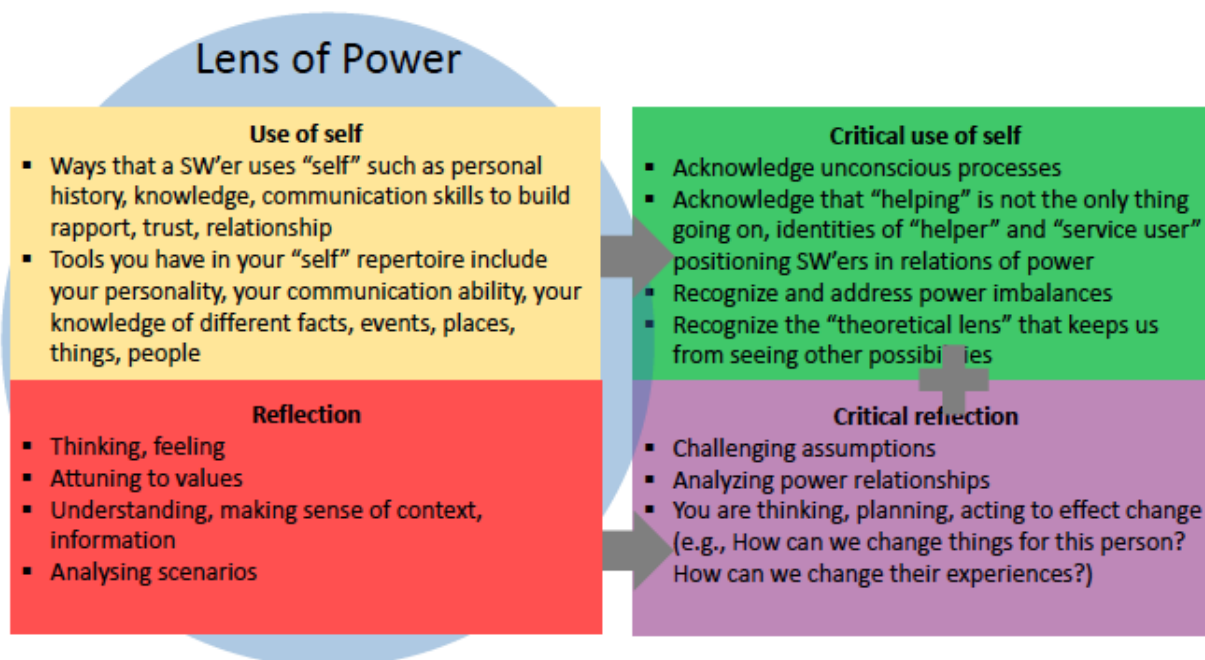 Lens of Power
Use of self
▪ Ways that a SW’er uses “self” such as personal
history, knowledge, communication skills to build
rapport, trust, relationship
▪ Tools you have in your “self” repertoire include
your personality, your communication ability, your
knowledge of different facts, events, places,
things, people
Critical use of self
▪ Acknowledge unconscious processes
▪ Acknowledge that “helping” is not the only thing
going on, identities of “helper” and “service user”
positioning SW’ers in relations of power
▪ Recognize and address power imbalances
▪ Recognize the “theoretical lens” that keeps us
from seeing other possibilities
Reflection
▪ Thinking, feeling
▪ Attuning to values
▪ Understanding, making sense of context,
information
▪ Analysing scenarios
Critical reflection
▪ Challenging assumptions
▪ Analyzing power relationships
▪ You are thinking, planning, acting to effect change
(e.g., How can we change things for this person?
How can we change their experiences?)